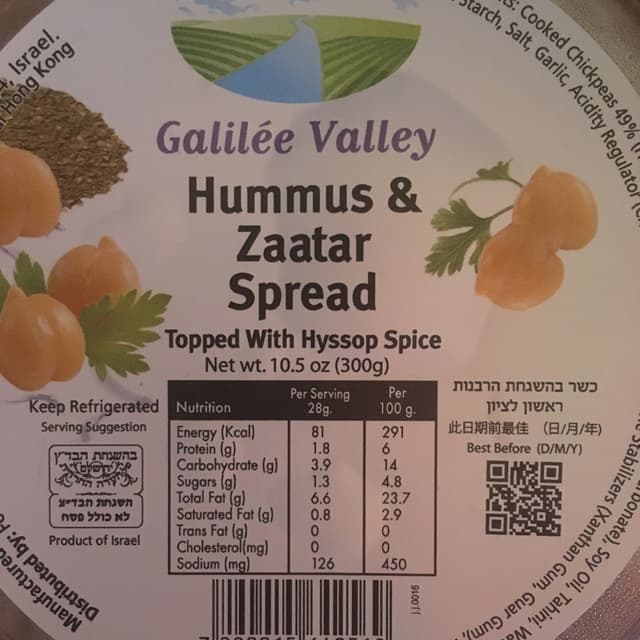 Israel.
Hong Kong
Cooked Chickpeas 49%
Starch, Salt, Garlic, Acidity Regulator
Galilée Valley
Hummus &
Zaatar
Spread
Topped With Hyssop Spice
Net wt. 10.5 oz (300g)
Keep Refrigerated
Serving Suggestion
בהשגחת הבד"ץ
השגחת הבד"צ
לא כולל פסח
Product of Israel
Nutrition Per Serving 28g. Per 100 g.
Energy (Kcal) 81 291
Protein (g) 1.8 6
Carbohydrate (g) 3.9 14
Sugars (g) 1.3 4.8
Total Fat (g) 6.6 23.7
Saturated Fat (g) 0.8 2.9
Trans Fat (g) 0 0
Cholesterol(mg) 0 0
Sodium (mg) 126 450
כשר בהשגחת הרבנות
ראשון לציון
此日期前最佳 (日/月/年)
Best Before (D/M/Y)
Stabilizers (Xanthan Gum, Guar Gum),
Soy Oil, Tahini,
Distributed by:
910011